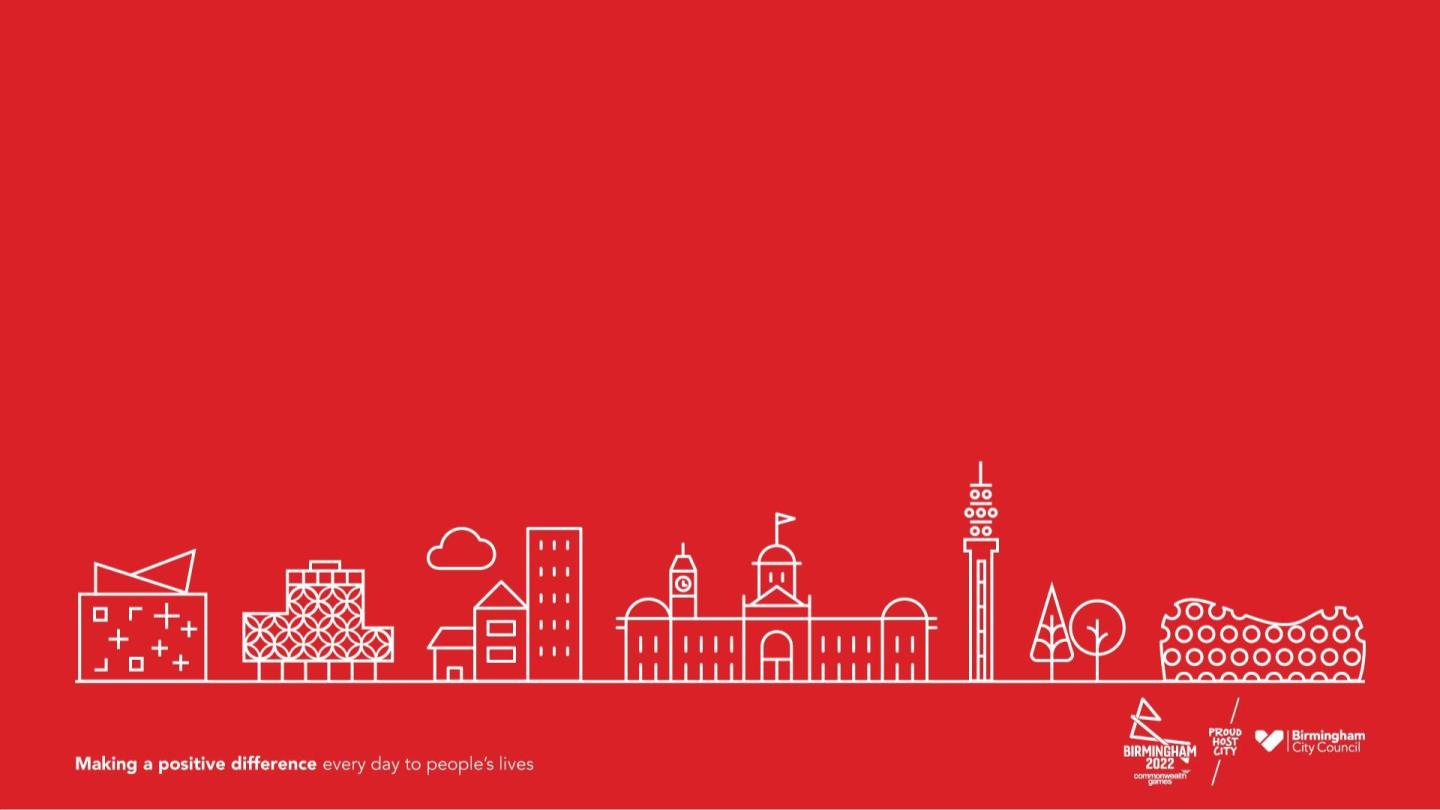 Making a positive difference every day to people's lives
BIRMINGHAM
2022
commonwealth
games
PROUD
HOST
CITY
Birmingham
City Council